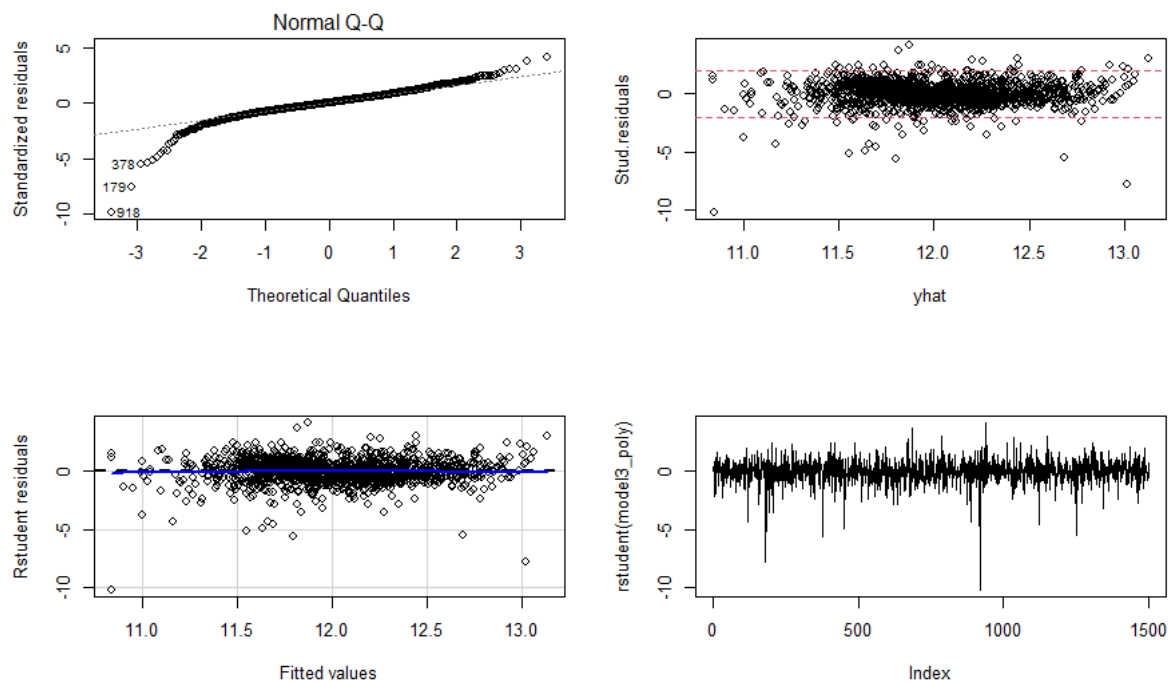 Normal Q-Q
Standardized residuals
5
0
-5
-10
378
179
918
-3 -2 -1 0 1 2 3
Theoretical Quantiles
Stud.residuals
0
-5
-10
11.0 11.5 12.0 12.5 13.0
yhat
Rstudent residuals
0
-5
-10
11.0 11.5 12.0 12.5 13.0
Fitted values
rstudent(model3_poly)
0
-5
-10
0 500 1000 1500
Index